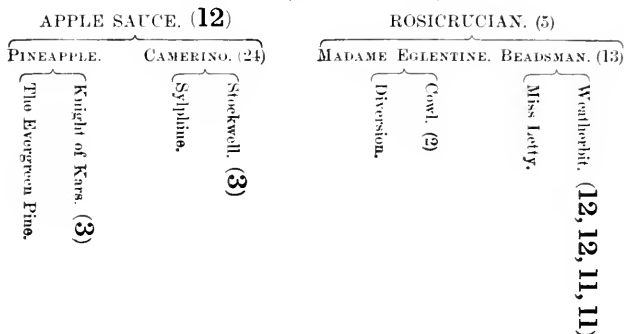 APPLE SAUCE. (12)
ROSICRUCIAN. (5)
PINEAPPLE.
CAMERINO. (24)
MADAME EGLENTINE.
BEADSMAN. (13)
The Evergreen Pine.
Knight of Kars. (3)
Sylphine.
Stockwell. (3)
Diversion.
Cowl. (2)
Miss Letty.
Weatherbit. (12, 12, 11, 11)